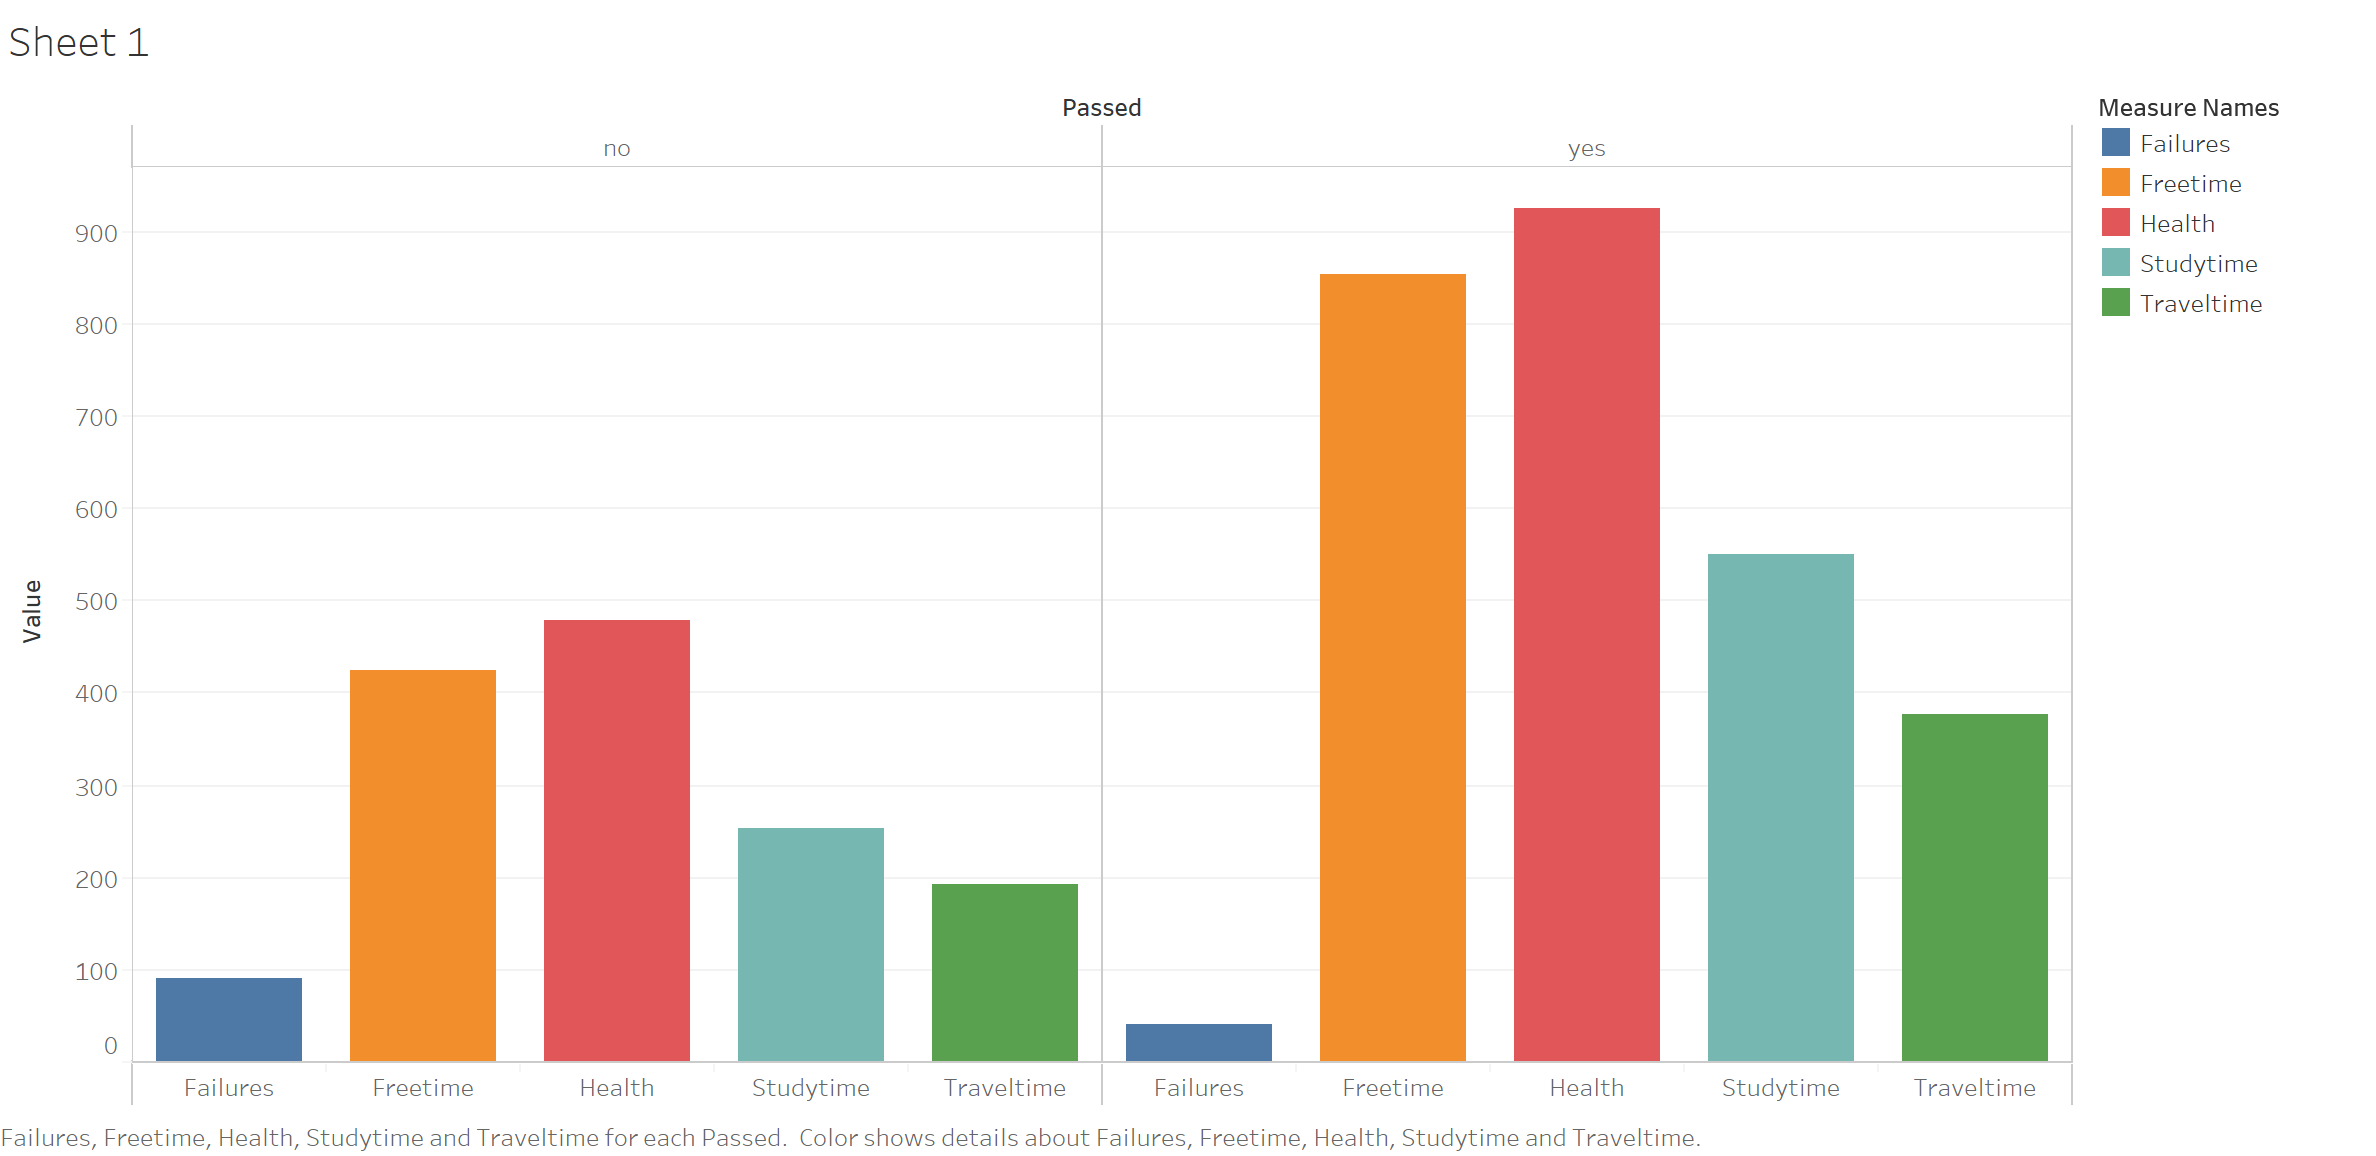 Sheet 1
Passed
no
yes
Measure Names
Failures
Freetime
Health
Studytime
Traveltime
Value
900
800
700
600
500
400
300
200
100
0
Failures Freetime Health Studytime Traveltime Failures Freetime Health Studytime Traveltime
Failures, Freetime, Health, Studytime and Traveltime for each Passed.  Color shows details about Failures, Freetime, Health, Studytime and Traveltime.